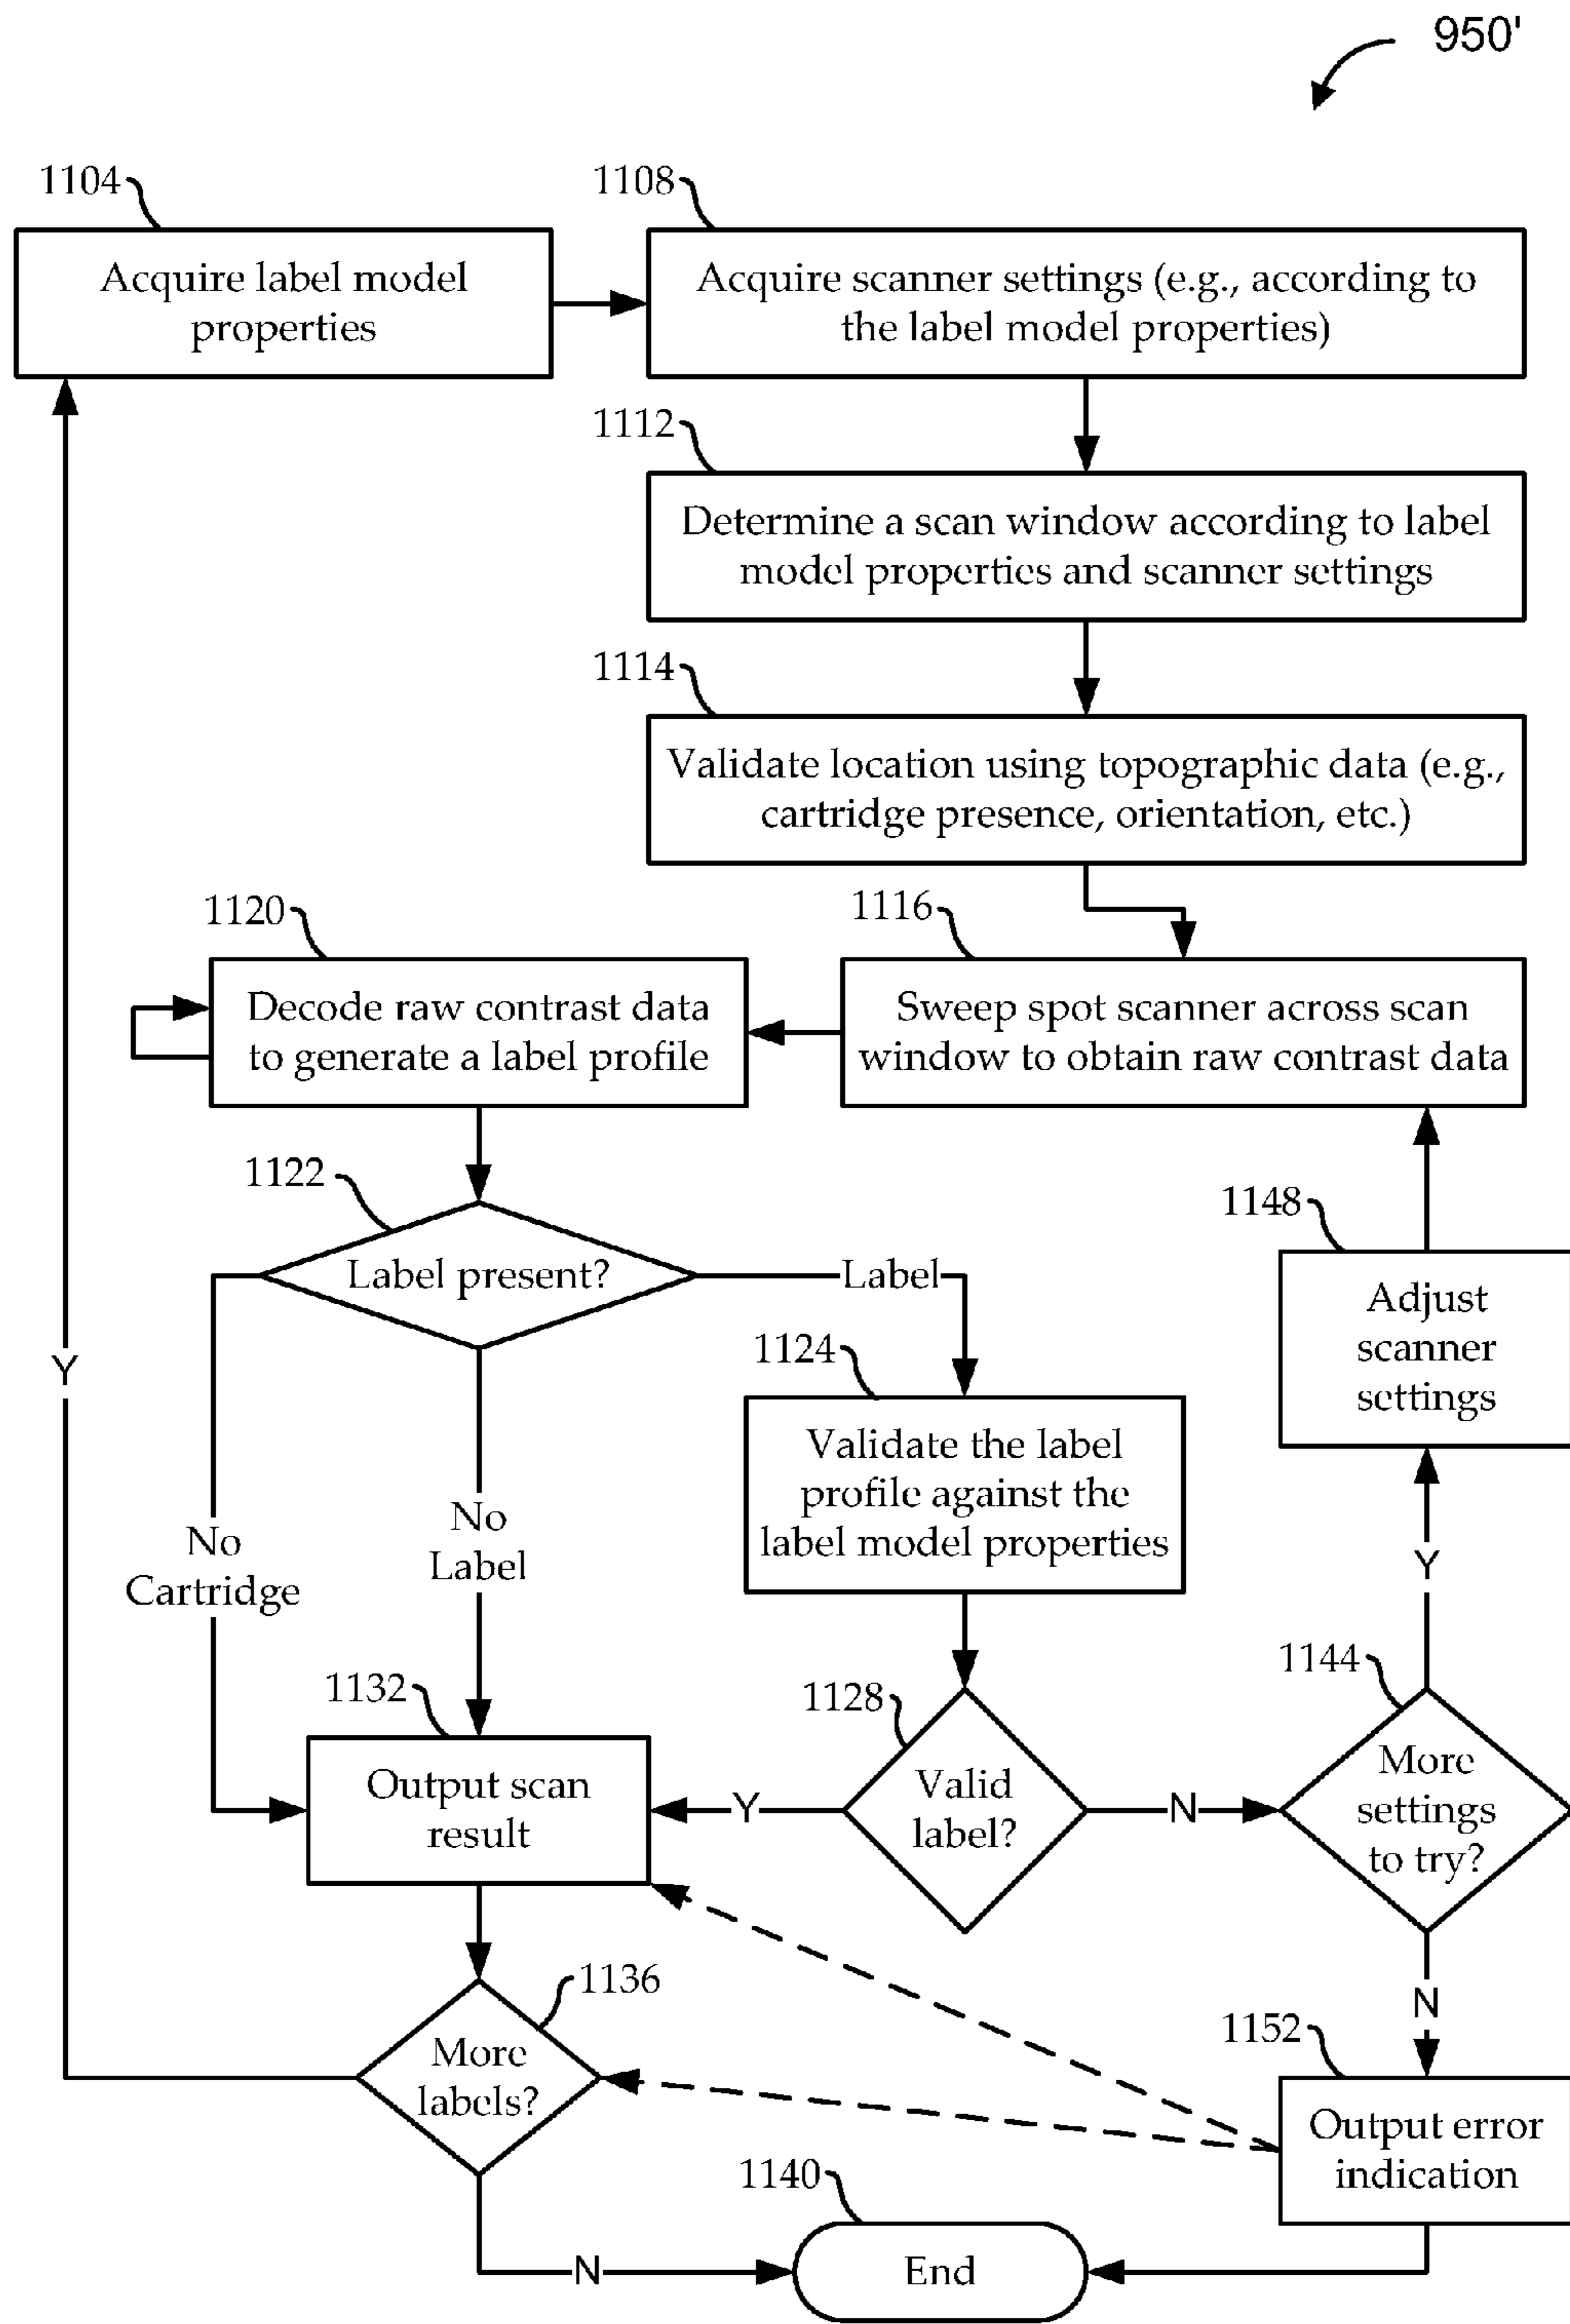 950'
1104
1108
Acquire label model
properties
Acquire scanner settings (e.g., according to
the label model properties)
1112
Determine a scan window according to label
model properties and scanner settings
1114
Validate location using topographic data (e.g.,
cartridge presence, orientation, etc.)
1120
1116
Decode raw contrast data
to generate a label profile
Sweep spot scanner across scan
window to obtain raw contrast data
1122
Label present?
Label
1148
Adjust
scanner
settings
Y
1124
Validate the label
profile against the
label model properties
No
Cartridge
No
Label
Y
1132
1128
1144
Output scan
result
Y
Valid
label?
N
More
settings
to try?
1136
More
labels?
N
1152
Output error
indication
1140
N
End